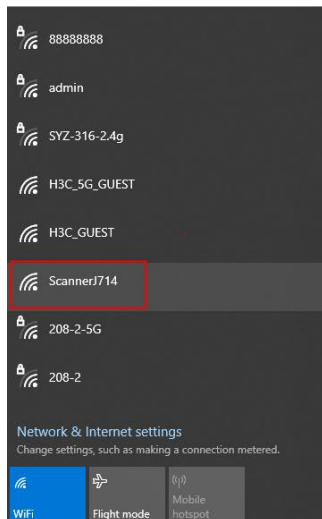 88888888
admin
SYZ-316-2.4g
H3C_5G_GUEST
H3C_GUEST
ScannerJ714
208-2-5G
208-2
Network & Internet settings
Change settings, such as making a connection metered.
WiFi
Flight mode
Mobile
hotspot